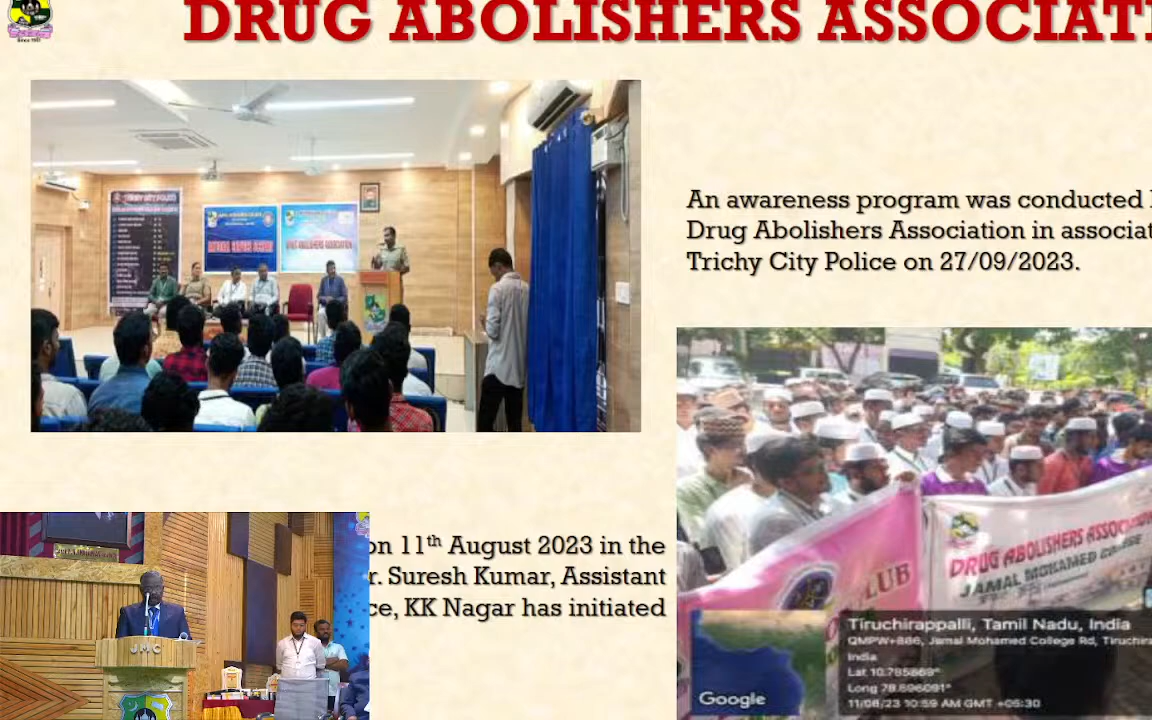 DRUG ABOLISHERS ASSOCIATI
An awareness program was conducted
Drug Abolishers Association in associat
Trichy City Police on 27/09/2023.
on 11th August 2023 in the
r. Suresh Kumar, Assistant
ce, KK Nagar has initiated
DRUG ABOLISHERS ASSOCIATION
JAMAL MOHAMED COLLEGE
CLUB
JMC
Tiruchirappalli, Tamil Nadu, India
Jamal Mohamed College Rd, Tiruchira
India
Lat 10.785869°
Long 78.696091°
11/08/23 10:59 AM GMT +05:30
Google